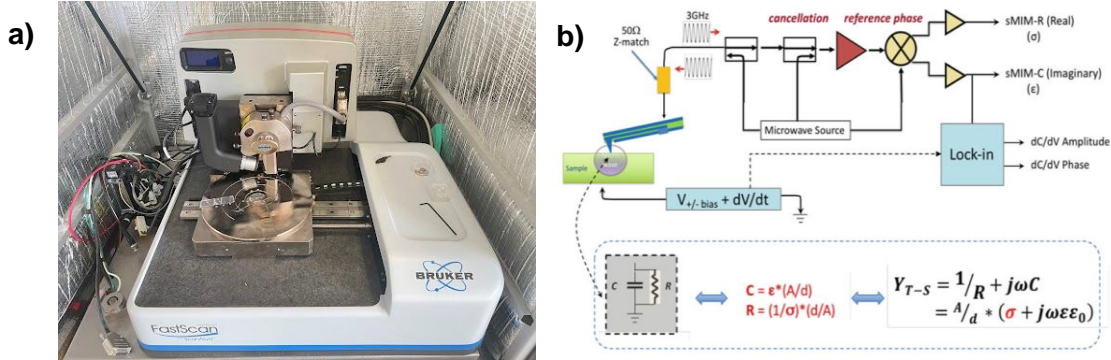 a)
BRUKER
FastScan
b)
50Ω
Z-match
3GHz
cancellation
reference phase
sMIM-R (Real)
(σ)
sMIM-C (Imaginary)
(ε)
Microwave Source
Sample
Lock-in
dC/dV Amplitude
dC/dV Phase
V+/- bias + dV/dt
C
R
C = ε*(A/d)
R = (1/σ)*(d/A)
Y_T-S = 1/R + jωC
= A/d * (σ + jωεε₀)